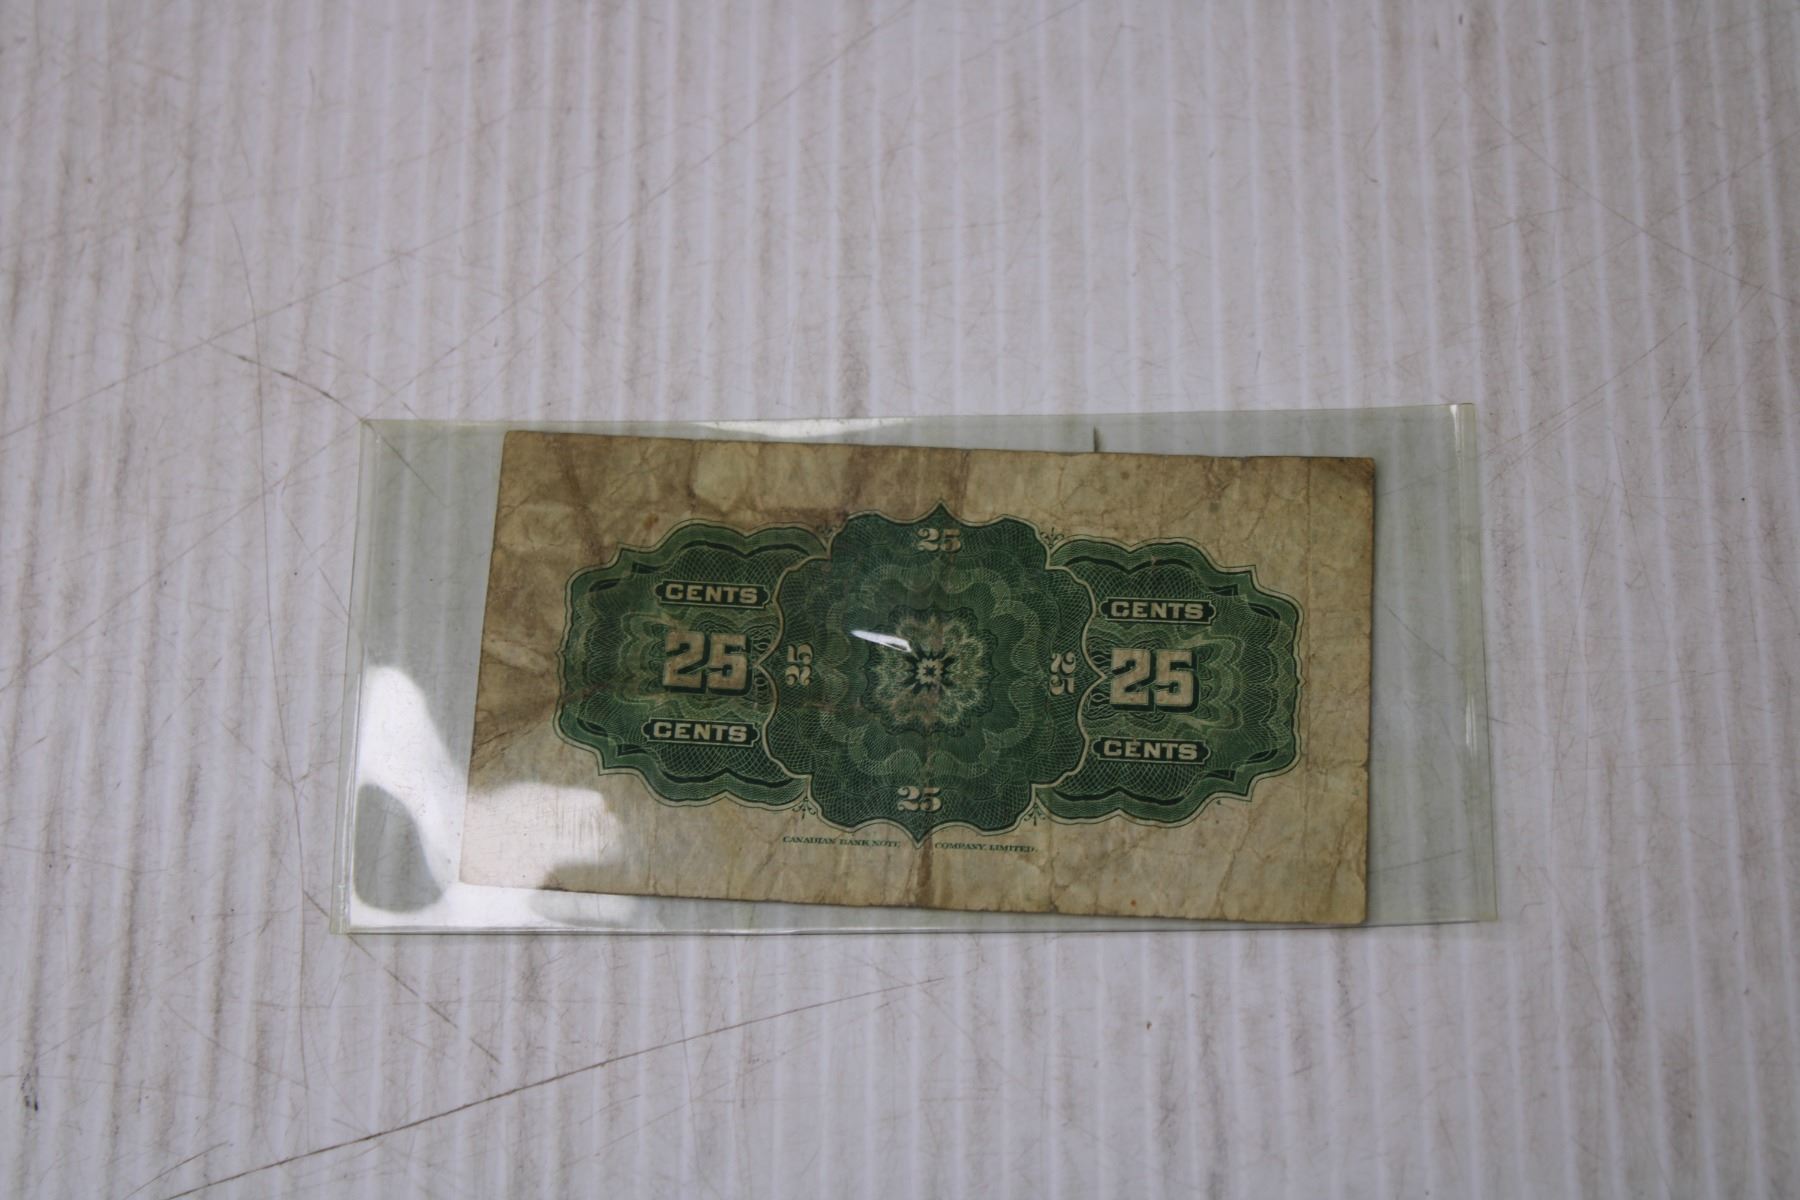 25
CENTS CENTS
25 25 25 25
CENTS CENTS
25
CANADIAN BANK NOTE COMPANY, LIMITED.